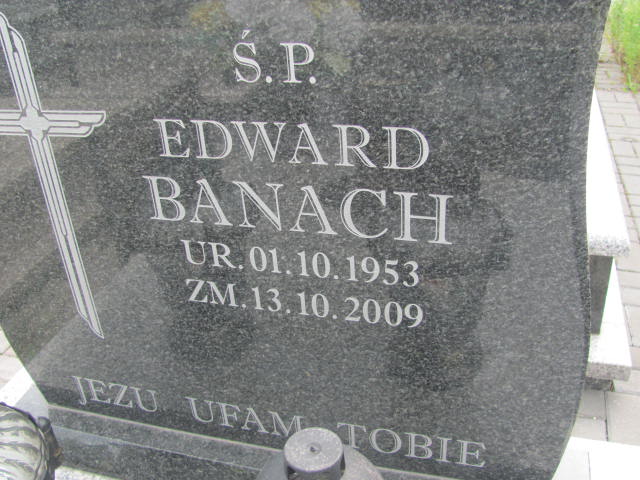 Ś.P.
EDWARD
BANACH
UR.01.10.1953
ZM.13.10.2009
JEZU UFAM TOBIE